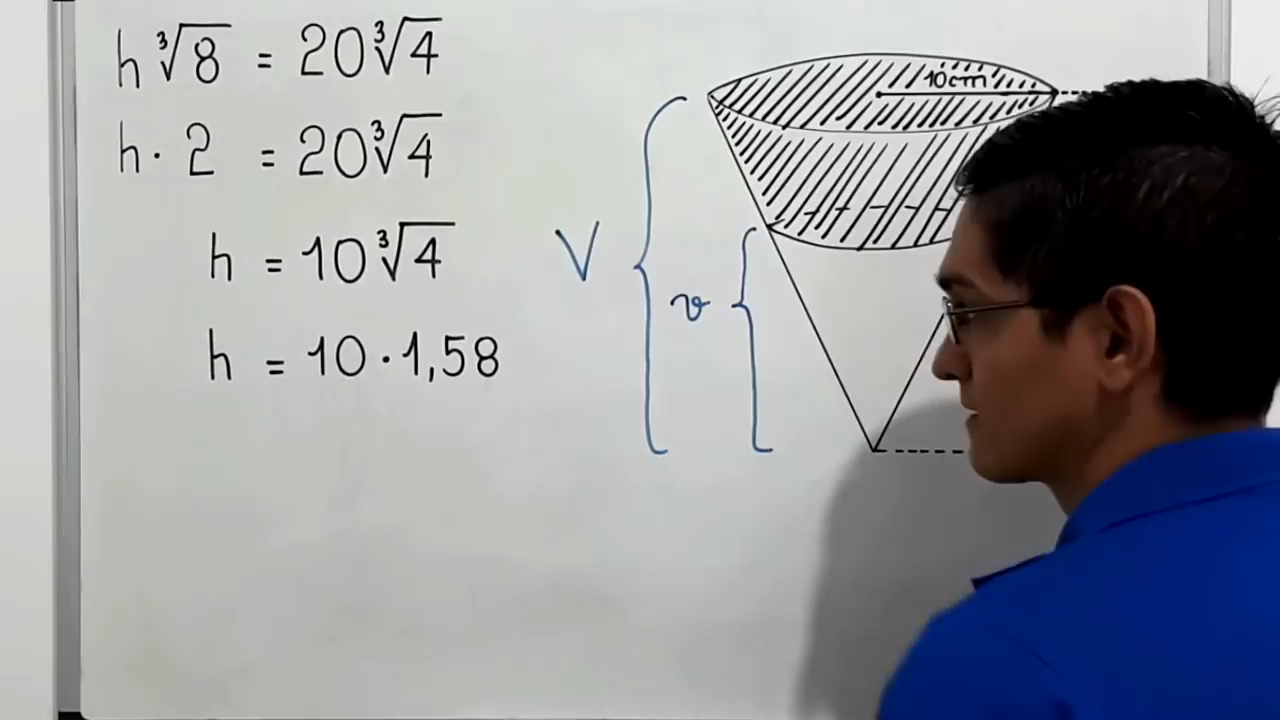 h ∛8 = 20 ∛4
h · 2 = 20 ∛4
h = 10 ∛4
h = 10 · 1,58
10cm
V
v